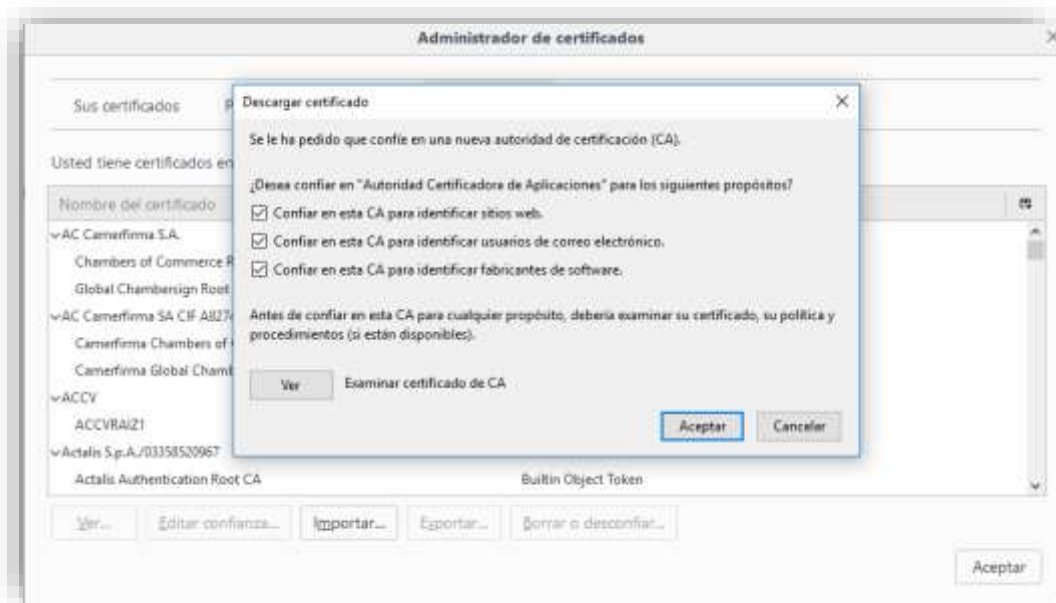 Administrador de certificados
Sus certificados
Descargar certificado
Se le ha pedido que confíe en una nueva autoridad de certificación (CA).
Usted tiene certificados en
¿Desea confiar en "Autoridad Certificadora de Aplicaciones" para los siguientes propósitos?
Nombre del certificado
Confiar en esta CA para identificar sitios web.
Confiar en esta CA para identificar usuarios de correo electrónico.
Confiar en esta CA para identificar fabricantes de software.
AC Camerfirma S.A.
Chambers of Commerce R
Global Chambersign Root
AC Camerfirma SA CIF A827
Antes de confiar en esta CA para cualquier propósito, debería examinar su certificado, su política y
procedimientos (si están disponibles).
Camerfirma Chambers of
Camerfirma Global Chamb
Ver Examinar certificado de CA
ACCV
ACCVRAIZ1
Aceptar Cancelar
Actalis S.p.A./03358520967
Actalis Authentication Root CA Builtin Object Token
Ver... Editar confianza... Importar... Exportar... Borrar o desconfiar...
Aceptar